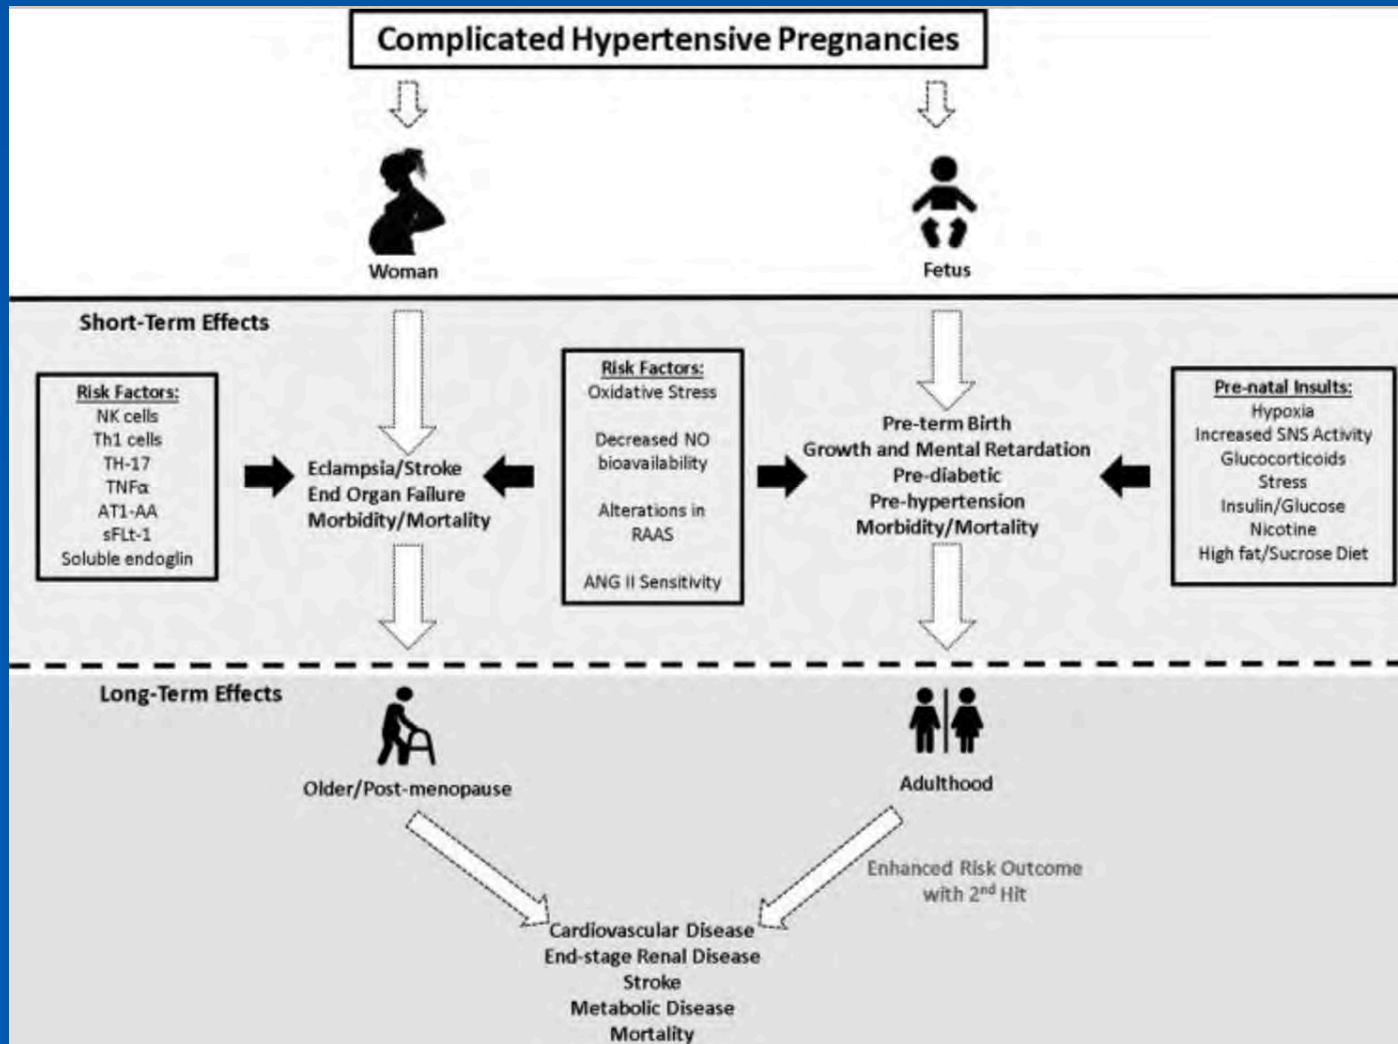 Complicated Hypertensive Pregnancies
Woman
Fetus
Short-Term Effects
Risk Factors:
NK cells
Th1 cells
TH-17
TNFα
AT1-AA
sFLt-1
Soluble endoglin
Eclampsia/Stroke
End Organ Failure
Morbidity/Mortality
Risk Factors:
Oxidative Stress
Decreased NO
bioavailability
Alterations in
RAAS
ANG II Sensitivity
Pre-term Birth
Growth and Mental Retardation
Pre-diabetic
Pre-hypertension
Morbidity/Mortality
Pre-natal Insults:
Hypoxia
Increased SNS Activity
Glucocorticoids
Stress
Insulin/Glucose
Nicotine
High fat/Sucrose Diet
Long-Term Effects
Older/Post-menopause
Adulthood
Enhanced Risk Outcome
with 2nd Hit
Cardiovascular Disease
End-stage Renal Disease
Stroke
Metabolic Disease
Mortality